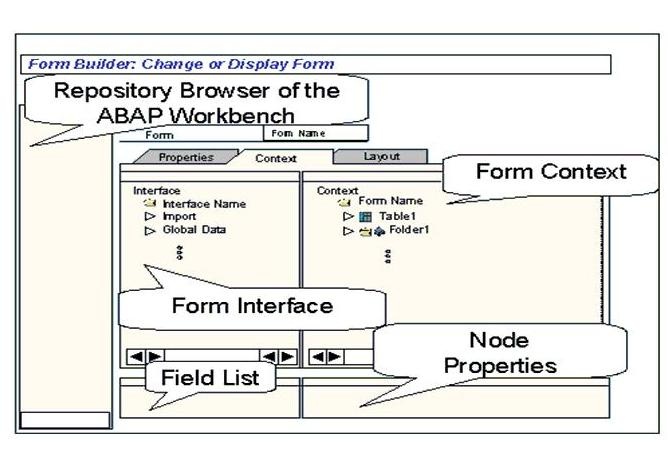 Form Builder: Change or Display Form
Repository Browser of the
ABAP Workbench
Form
Fom Name
Properties
Context
Layout
Form Context
Interface
Interface Name
Import
Global Data
Context
Form Name
Table1
Folder1
Form Interface
Node
Properties
Field List